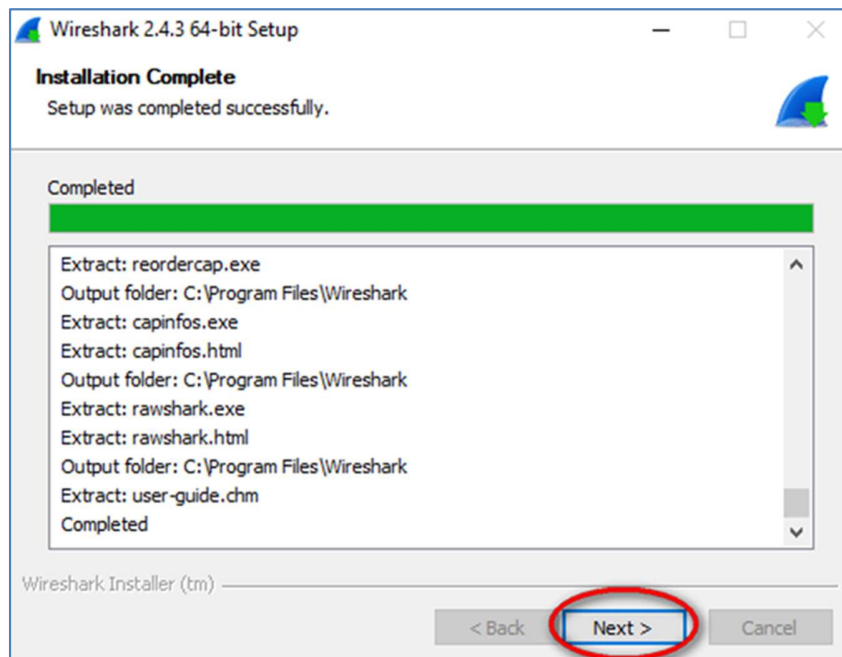 Wireshark 2.4.3 64-bit Setup
Installation Complete
Setup was completed successfully.
Completed
Extract: reordercap.exe
Output folder: C:\Program Files\Wireshark
Extract: capinfos.exe
Extract: capinfos.html
Output folder: C:\Program Files\Wireshark
Extract: rawshark.exe
Extract: rawshark.html
Output folder: C:\Program Files\Wireshark
Extract: user-guide.chm
Completed
Wireshark Installer (tm)
< Back Next > Cancel